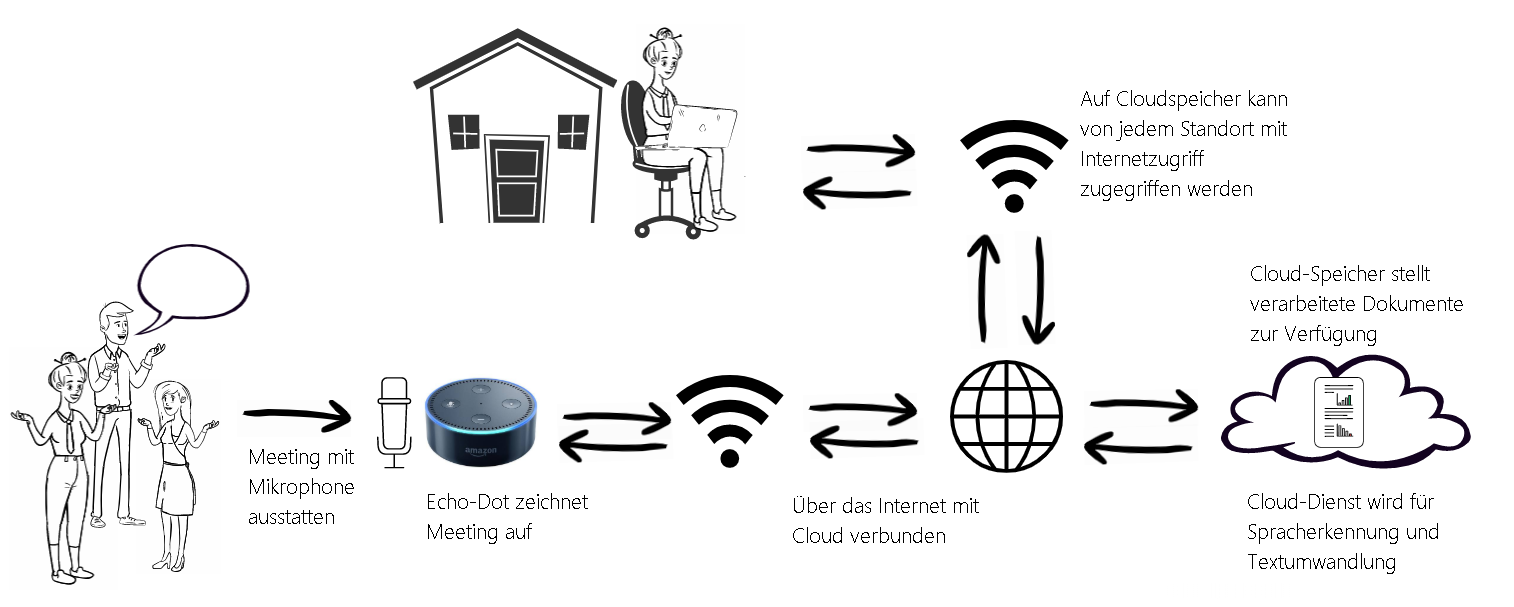 Auf Cloudspeicher kann
von jedem Standort mit
Internetzugriff
zugegriffen werden
Cloud-Speicher stellt
verarbeitete Dokumente
zur Verfügung
Meeting mit
Mikrophone
ausstatten
amazon
Echo-Dot zeichnet
Meeting auf
Über das Internet mit
Cloud verbunden
Cloud-Dienst wird für
Spracherkennung und
Textumwandlung